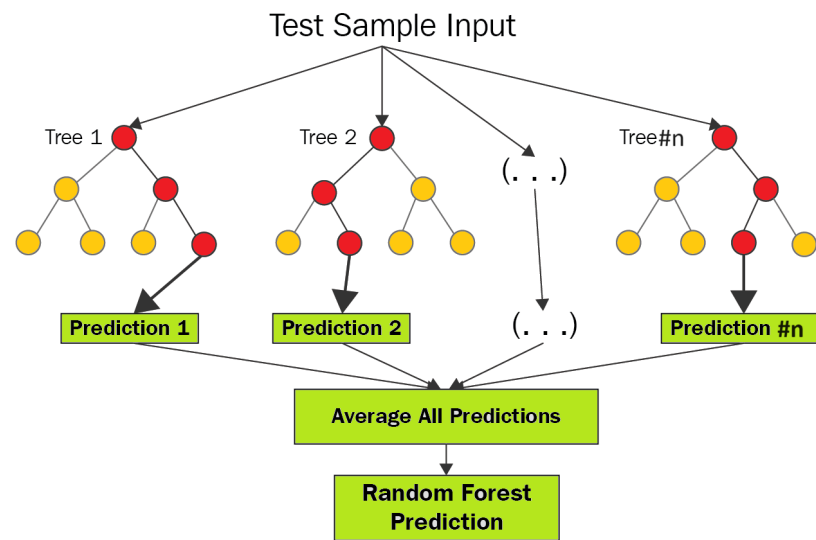 Test Sample Input
Tree 1
Tree 2
Tree#n
(. . .)
Prediction 1
Prediction 2
(. . .)
Prediction #n
Average All Predictions
Random Forest
Prediction